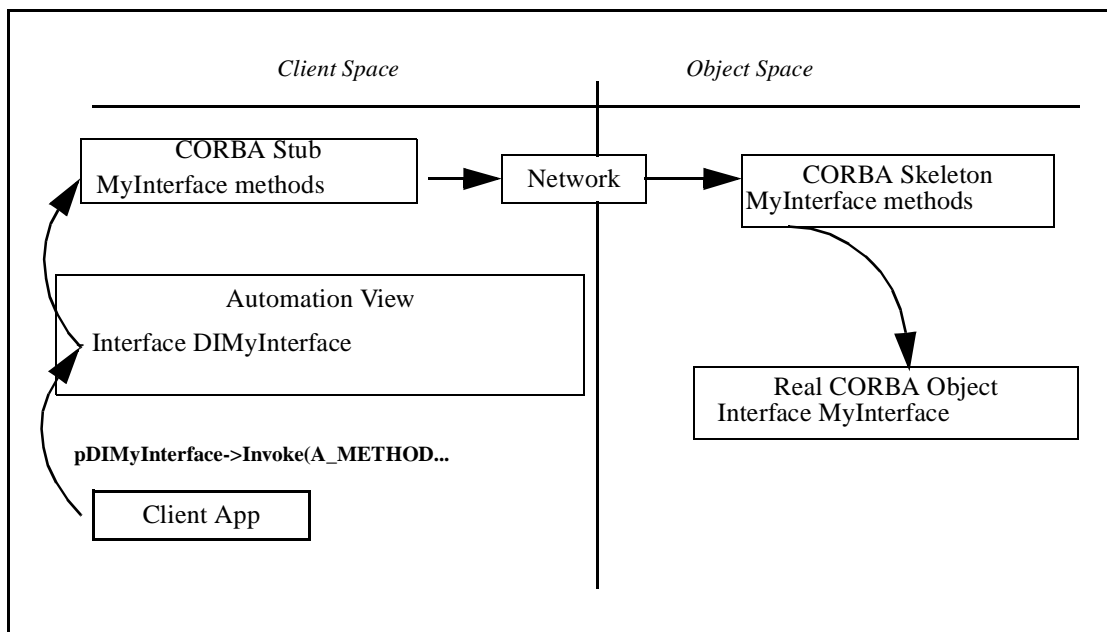 Client Space
Object Space
CORBA Stub
MyInterface methods
Network
CORBA Skeleton
MyInterface methods
Automation View
Interface DIMyInterface
Real CORBA Object
Interface MyInterface
pDIMyInterface->Invoke(A_METHOD...
Client App